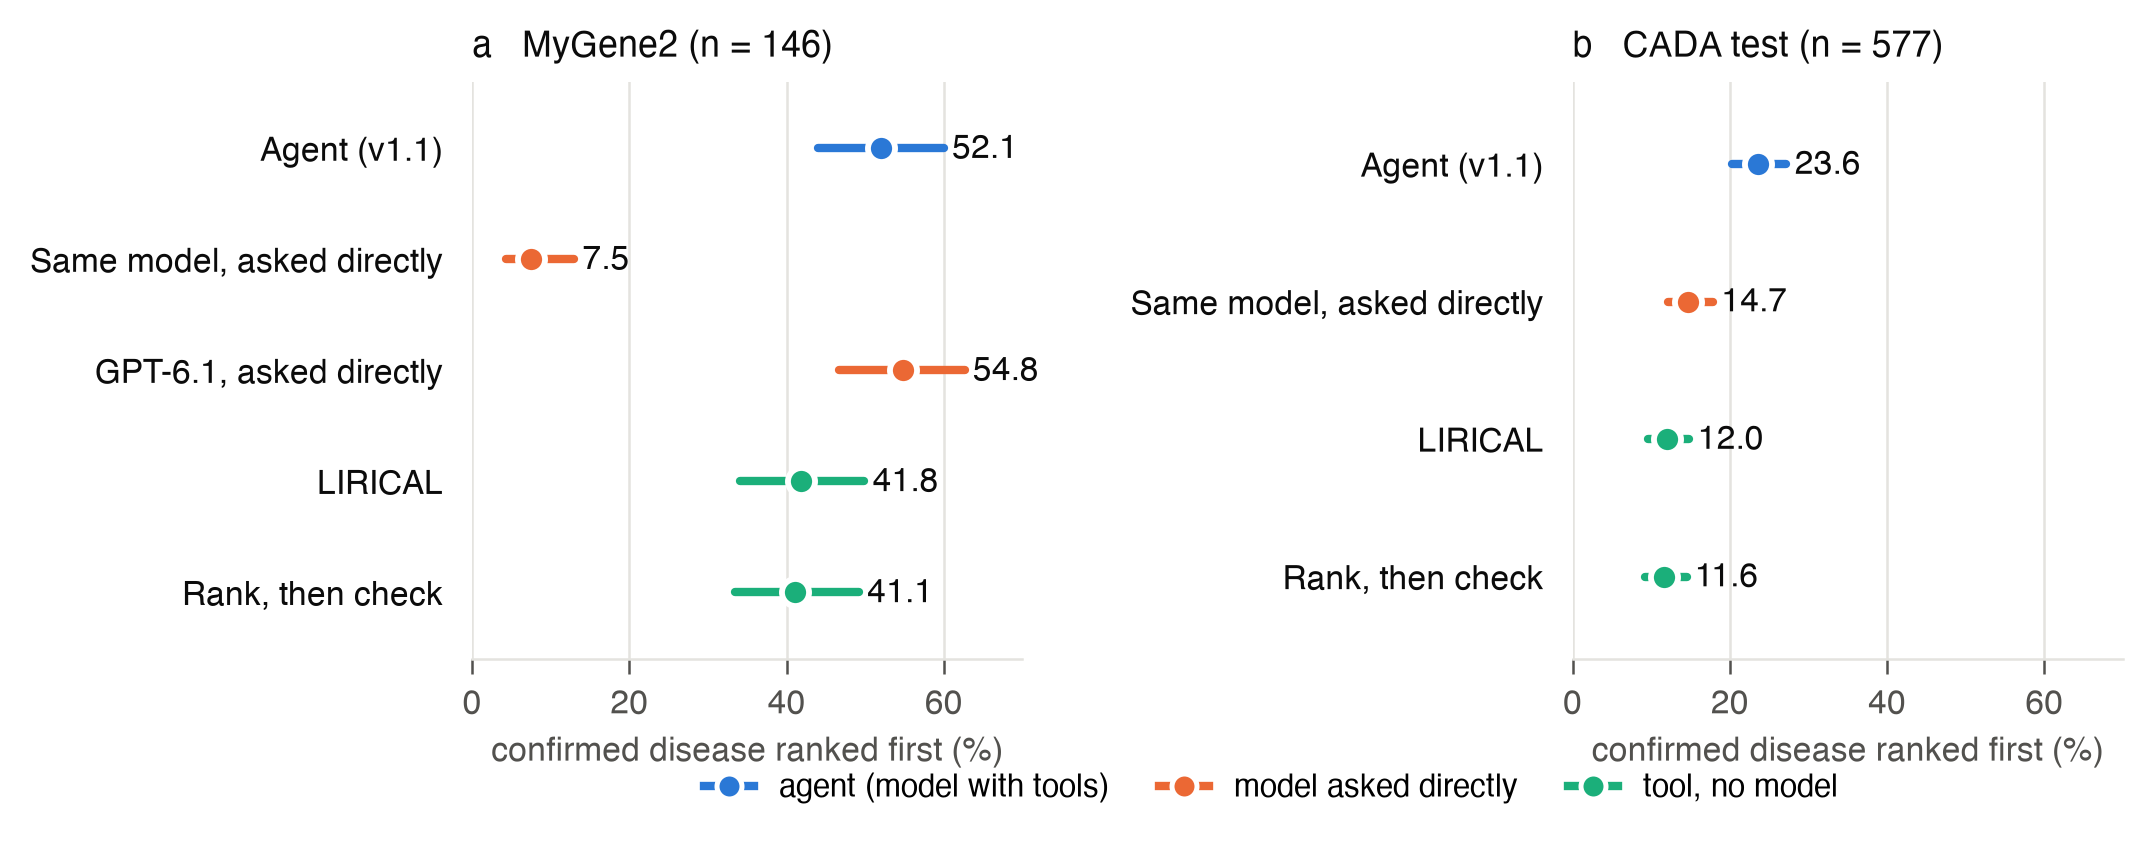 a MyGene2 (n = 146)
Agent (v1.1)
52.1
Same model, asked directly
7.5
GPT-6.1, asked directly
54.8
LIRICAL
41.8
Rank, then check
41.1
0 20 40 60
confirmed disease ranked first (%)
b CADA test (n = 577)
Agent (v1.1)
23.6
Same model, asked directly
14.7
LIRICAL
12.0
Rank, then check
11.6
0 20 40 60
confirmed disease ranked first (%)
agent (model with tools) model asked directly tool, no model